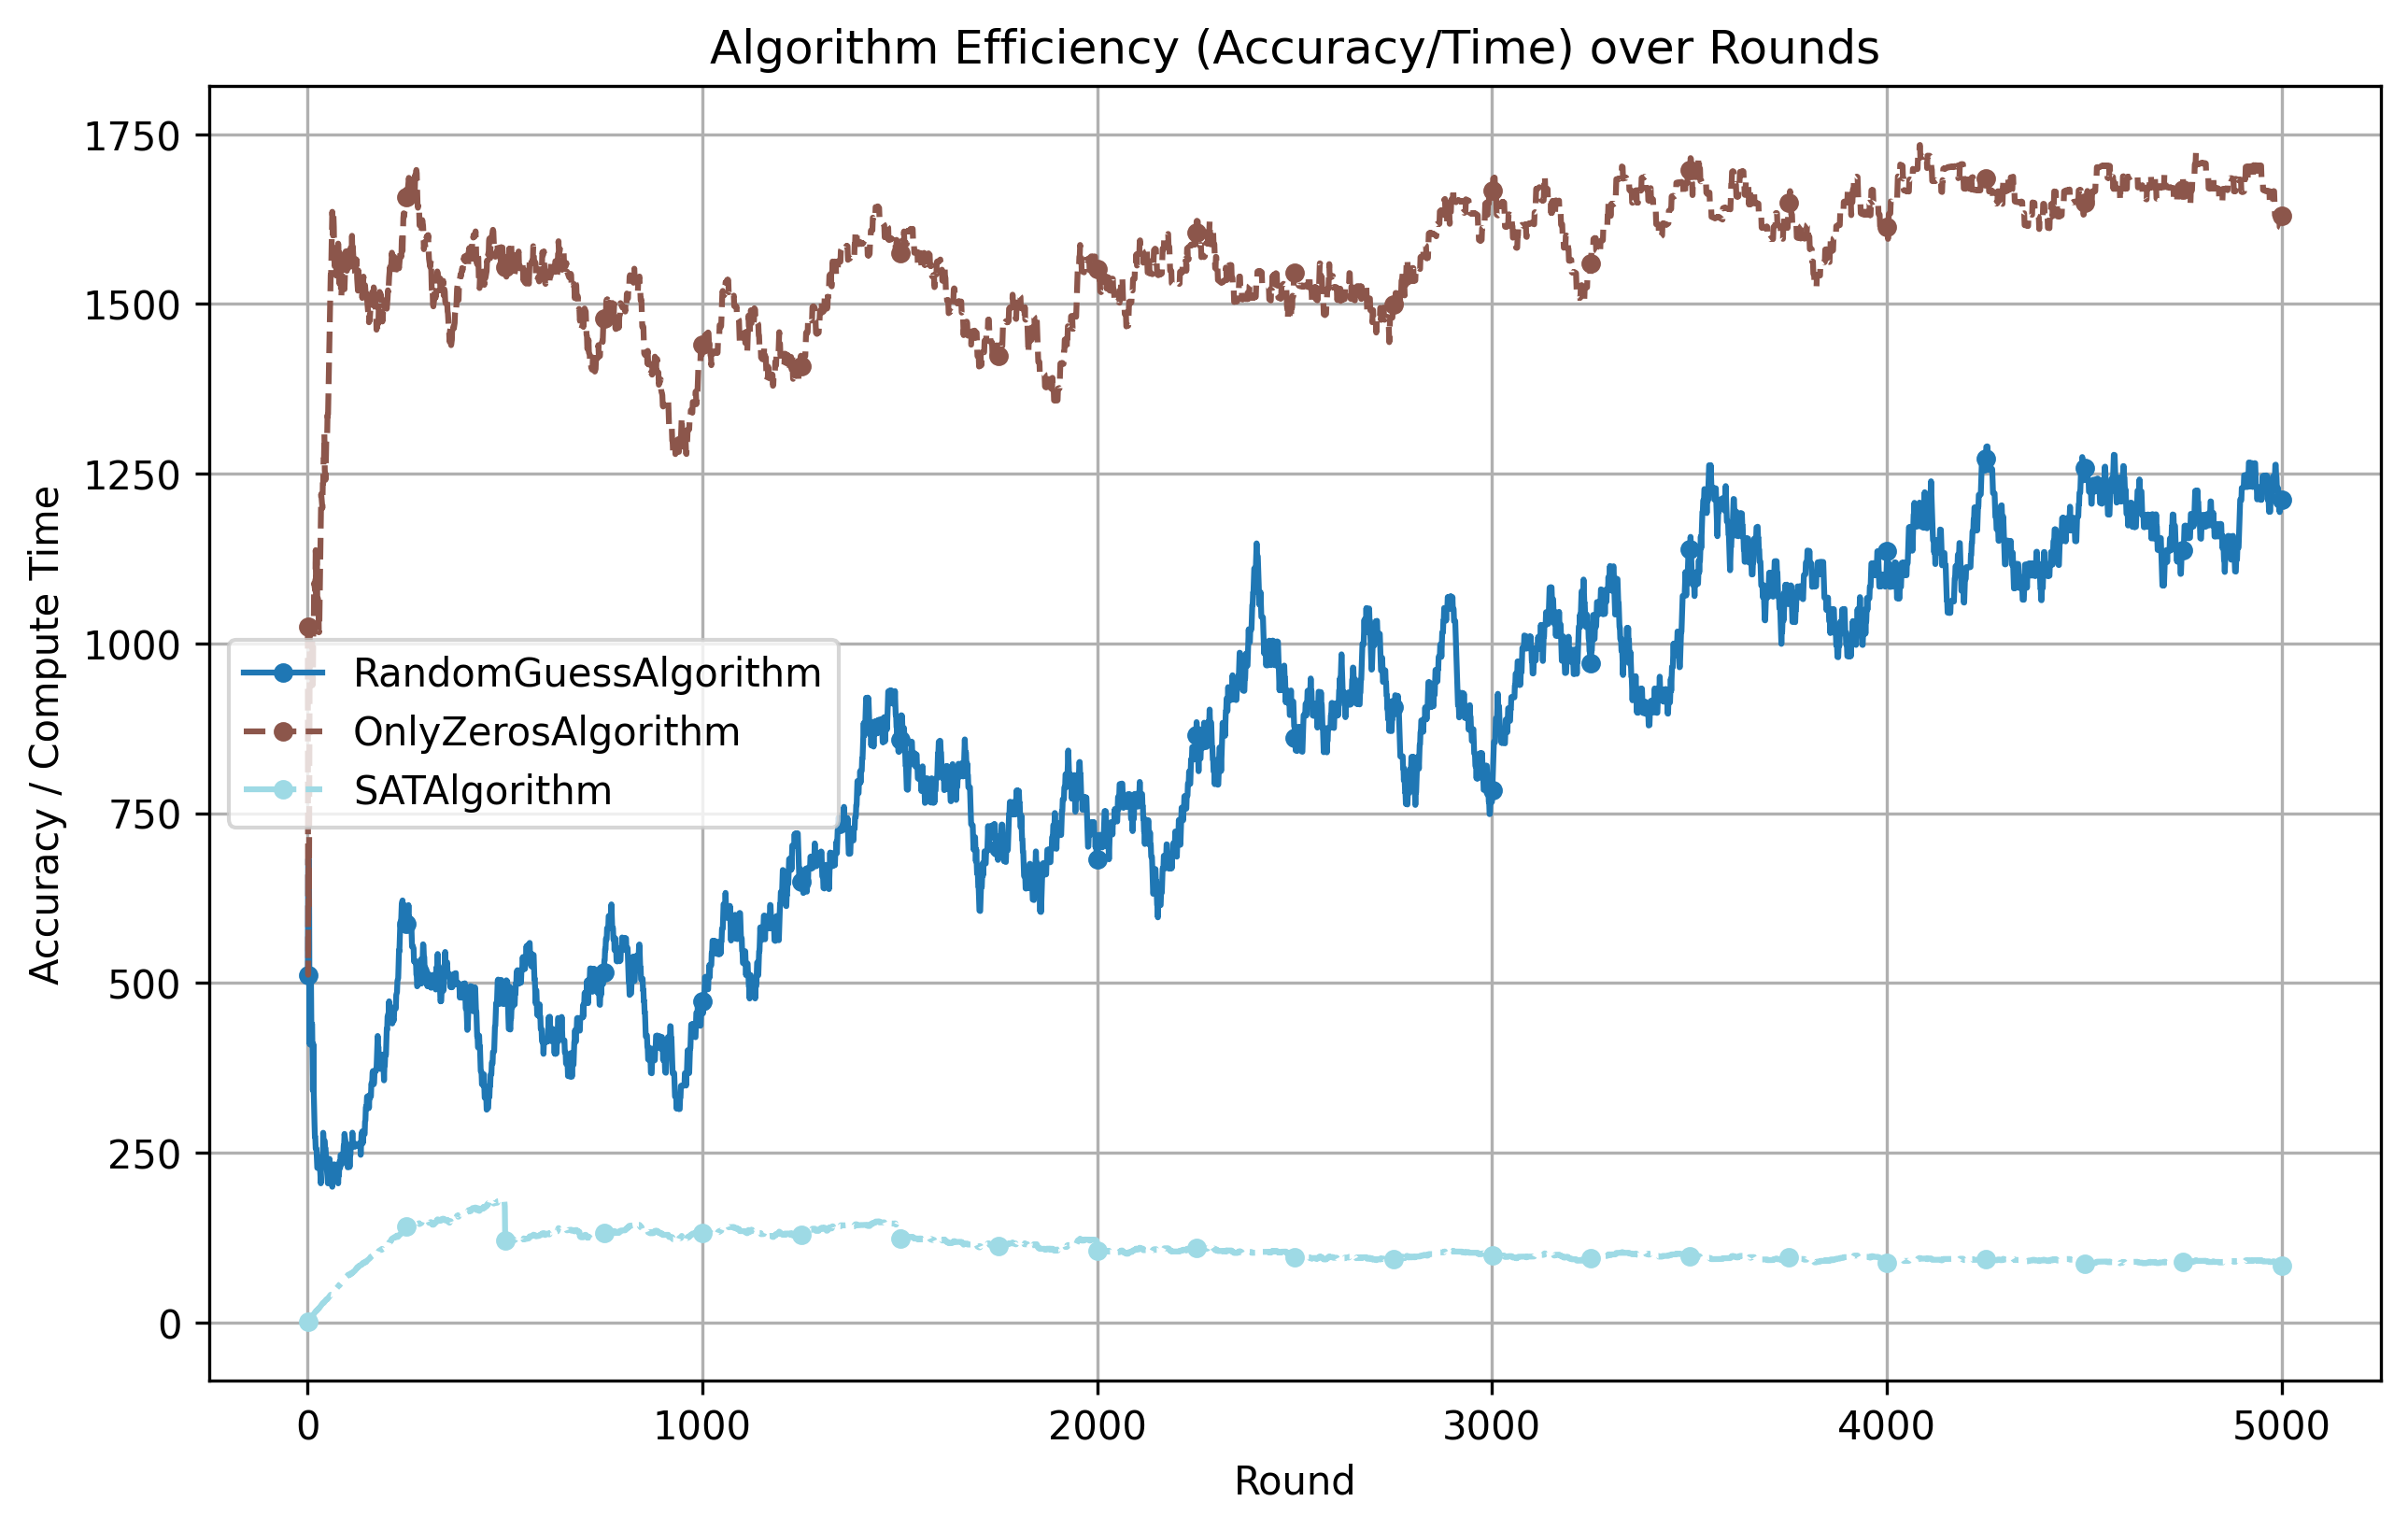 Algorithm Efficiency (Accuracy/Time) over Rounds
Accuracy / Compute Time
1750
1500
1250
1000
750
500
250
0
RandomGuessAlgorithm
OnlyZerosAlgorithm
SATAlgorithm
0 1000 2000 3000 4000 5000
Round